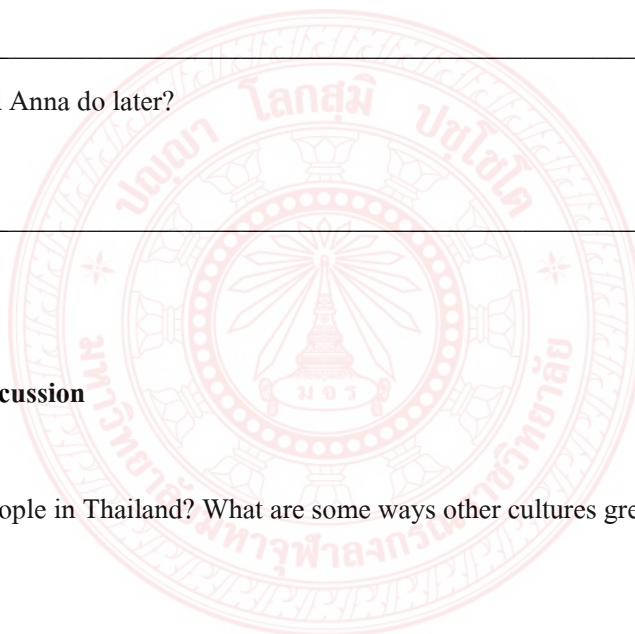 Anna do later?
ปญฺญา โลกสฺมิ ปชฺโชโต
cussion
มจร
ople in Thailand? What are some ways other cultures gre
มหาวิทยาลัยมหาจุฬาลงกรณราชวิทยาลัย